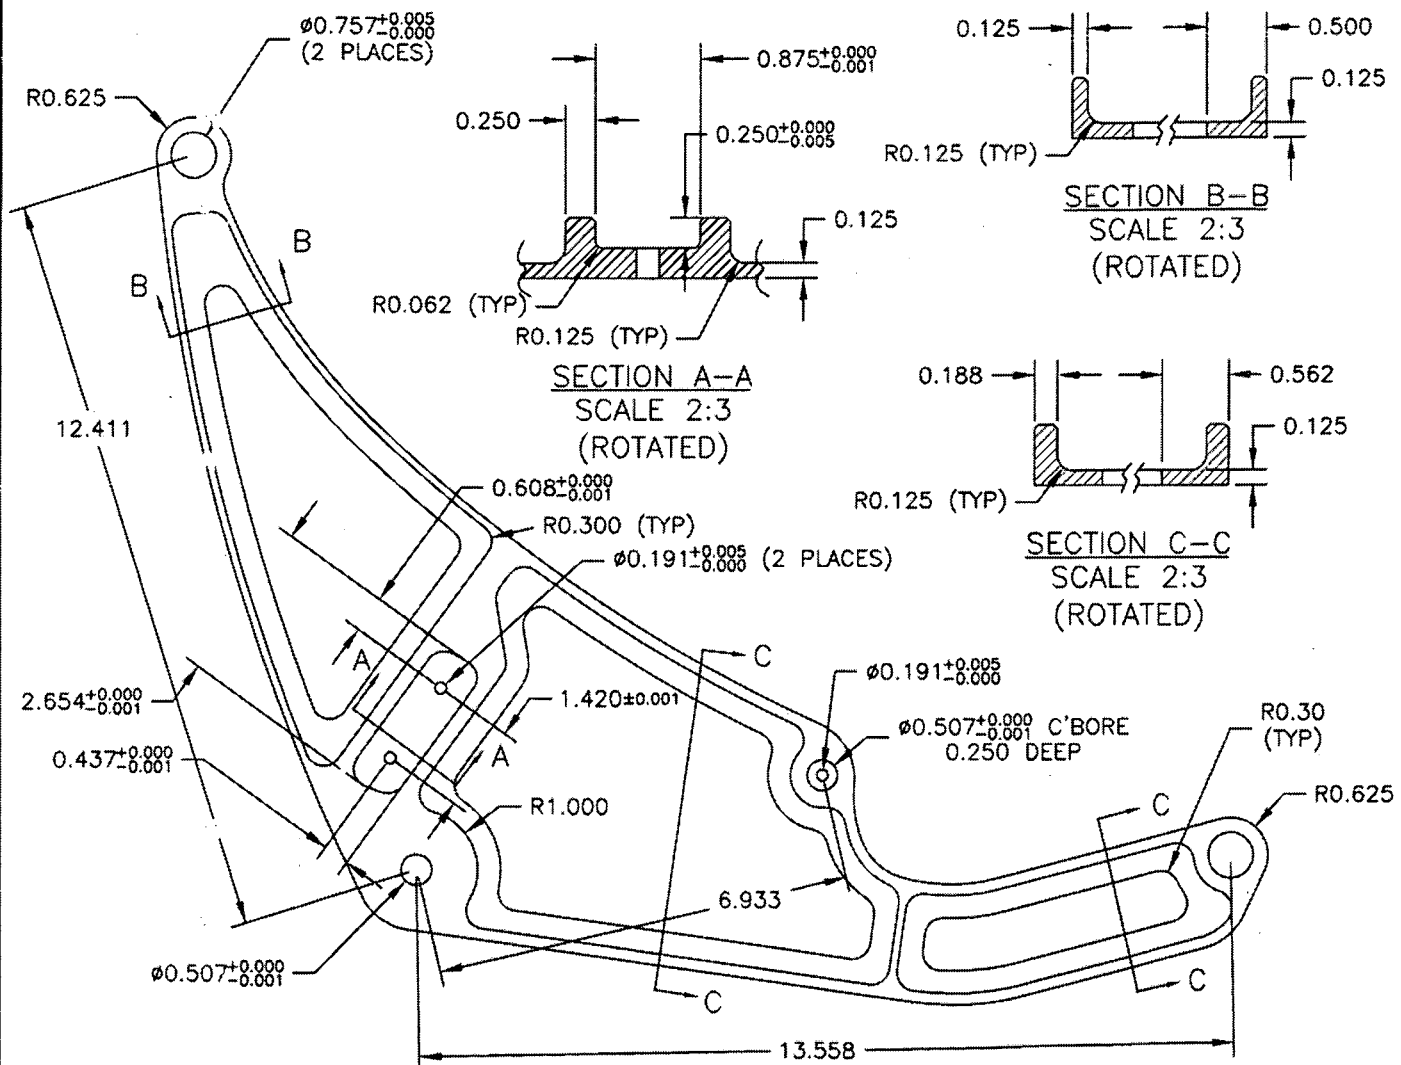 ø0.757+0.005
-0.000
(2 PLACES)
R0.625
0.875+0.000
-0.001
0.250
0.250+0.000
-0.005
0.125
R0.062 (TYP)
R0.125 (TYP)
SECTION A-A
SCALE 2:3
(ROTATED)
0.125
0.500
0.125
R0.125 (TYP)
SECTION B-B
SCALE 2:3
(ROTATED)
B
B
0.188
0.562
0.125
R0.125 (TYP)
SECTION C-C
SCALE 2:3
(ROTATED)
12.411
0.608+0.000
-0.001
R0.300 (TYP)
ø0.191+0.005
-0.000 (2 PLACES)
A
C
ø0.191+0.005
-0.000
2.654+0.000
-0.001
1.420±0.001
ø0.507+0.000
-0.001 C'BORE
0.250 DEEP
R0.30
(TYP)
0.437+0.000
-0.001
A
R1.000
C
R0.625
6.933
ø0.507+0.000
-0.001
C
C
13.558